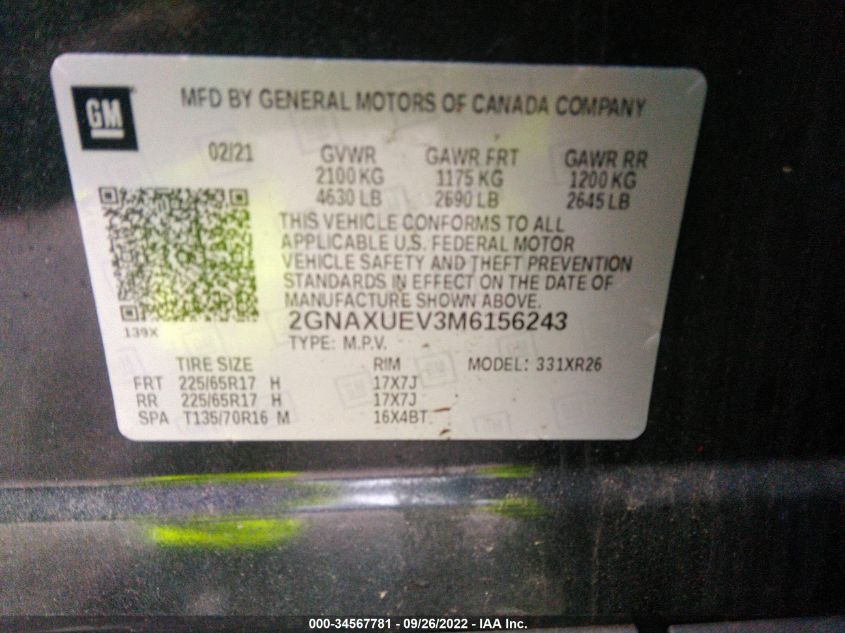 GM
MFD BY GENERAL MOTORS OF CANADA COMPANY
02/21 GVWR GAWR FRT GAWR RR
2100 KG 1175 KG 1200 KG
4630 LB 2690 LB 2645 LB
THIS VEHICLE CONFORMS TO ALL
APPLICABLE U.S. FEDERAL MOTOR
VEHICLE SAFETY AND THEFT PREVENTION
STANDARDS IN EFFECT ON THE DATE OF
MANUFACTURE SHOWN ABOVE.
139X
2GNAXUEV3M6156243
TYPE: M.P.V.
TIRE SIZE RIM MODEL: 331XR26
FRT 225/65R17 H 17X7J
RR 225/65R17 H 17X7J
SPA T135/70R16 M 16X4BT
000-34567781 - 09/26/2022 - IAA Inc.